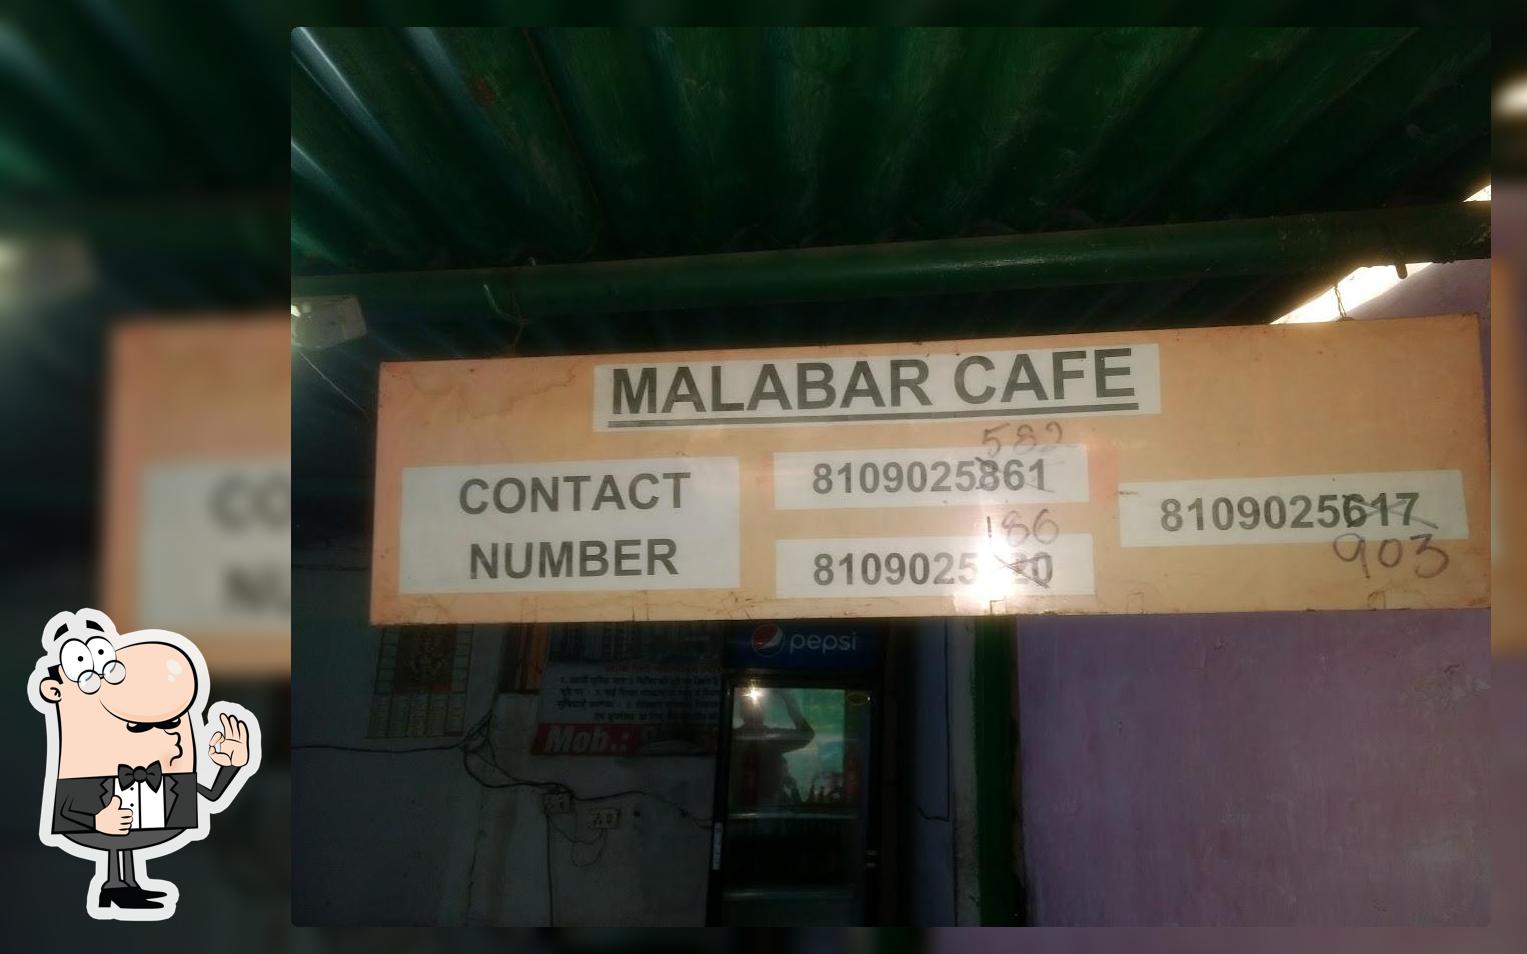 MALABAR CAFE
CONTACT
NUMBER
582
8109025861
186
8109025
8109025617
903
pepsi
Mob.: